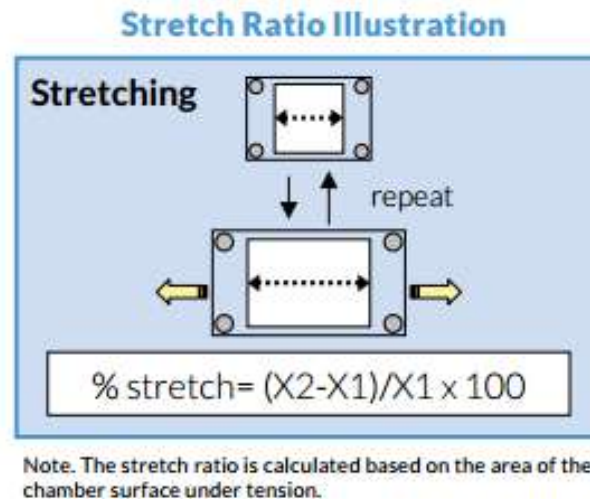 Stretch Ratio Illustration
Stretching
repeat
% stretch= (X2-X1)/X1 x 100
Note. The stretch ratio is calculated based on the area of the
chamber surface under tension.